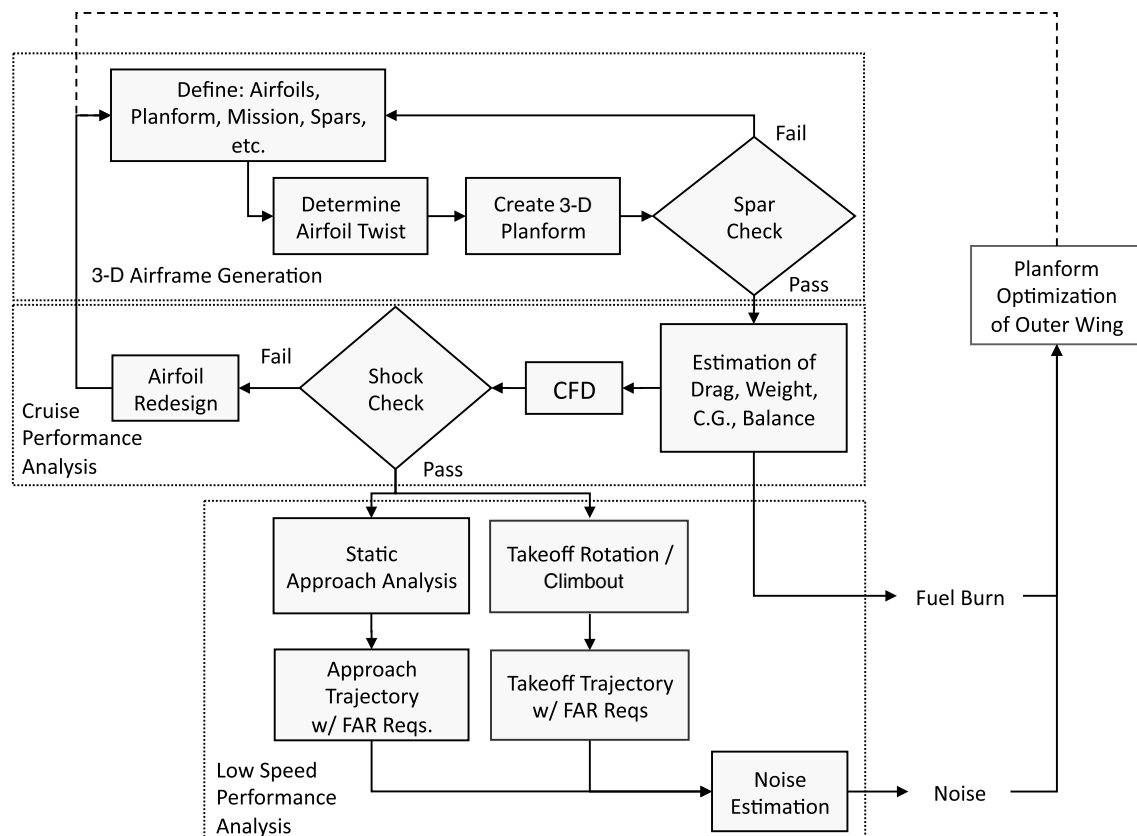 Define: Airfoils,
Planform, Mission, Spars,
etc.
Fail
Determine
Airfoil Twist
Create 3-D
Planform
Spar
Check
3-D Airframe Generation
Pass
Planform
Optimization
of Outer Wing
Estimation of
Drag, Weight,
C.G., Balance
CFD
Shock
Check
Fail
Airfoil
Redesign
Cruise
Performance
Analysis
Pass
Static
Approach Analysis
Takeoff Rotation /
Climbout
Fuel Burn
Approach
Trajectory
w/ FAR Reqs.
Takeoff Trajectory
w/ FAR Reqs
Low Speed
Performance
Analysis
Noise
Estimation
Noise